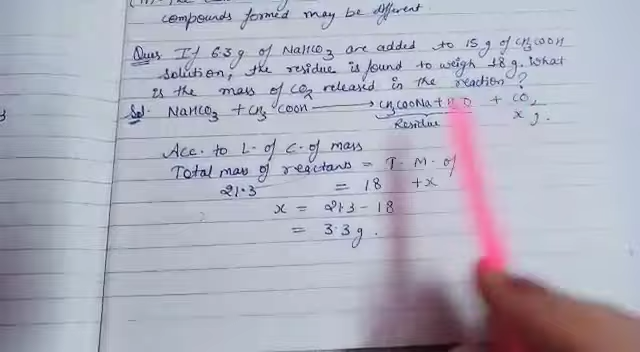 compounds formed may be different
Ques If 6.3 g of NaHCO3 are added to 15 g of CH3COOH
solution, the residue is found to weigh 18 g. What
is the mass of CO2 released in the reaction?
Sol. NaHCO3 + CH3COOH → CH3COONa + H2O + CO2
Residue x g.
Acc. to L. of C. of mass
Total mass of reactans = T. M. of
21.3 = 18 + x
x = 21.3 - 18
= 3.3 g.